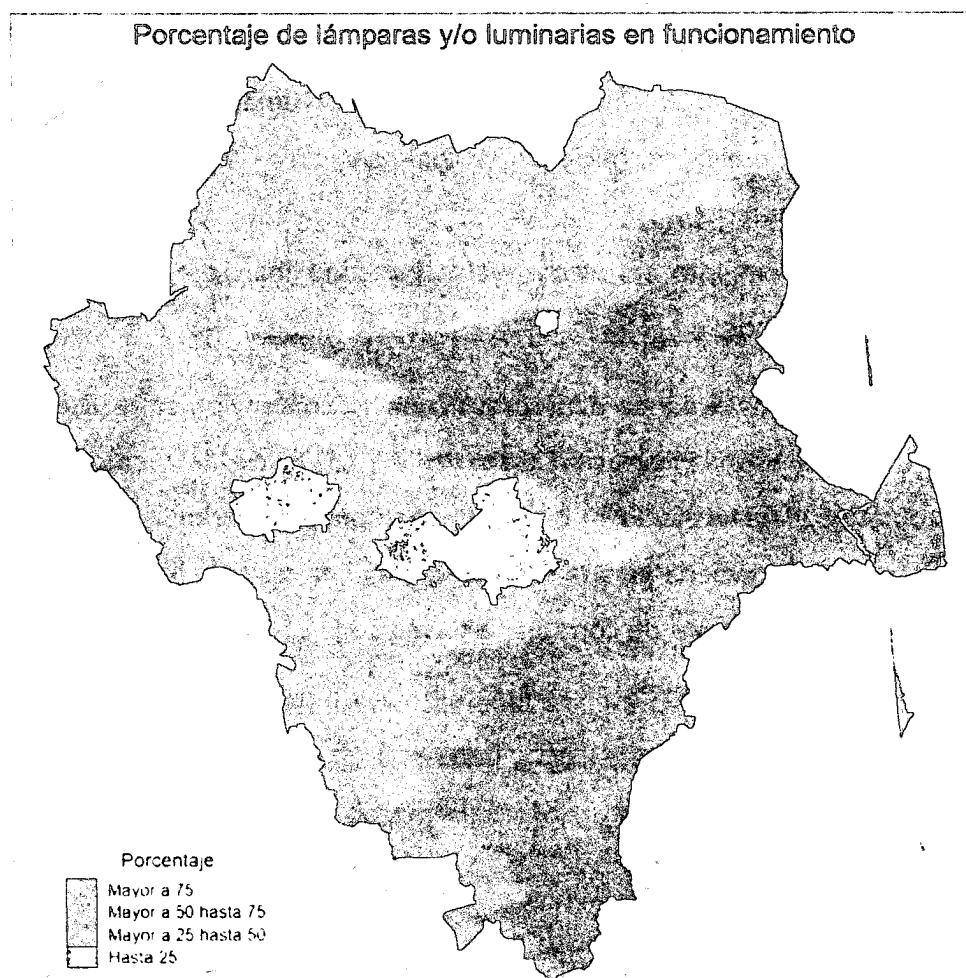 Porcentaje de lámparas y/o luminarias en funcionamiento
Porcentaje
Mayor a 75
Mayor a 50 hasta 75
Mayor a 25 hasta 50
Hasta 25